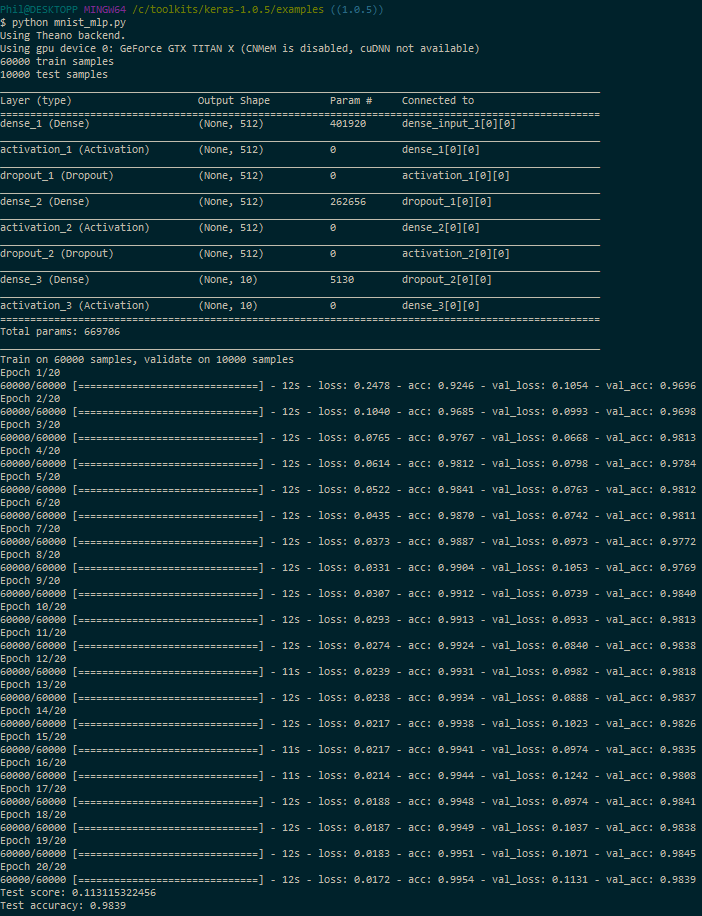 Phil@DESKTOPP MINGW64 /c/toolkits/keras-1.0.5/examples ((1.0.5))
$ python mnist_mlp.py
Using Theano backend.
Using gpu device 0: GeForce GTX TITAN X (CNMeM is disabled, cuDNN not available)
60000 train samples
10000 test samples
____________________________________________________________________________________________________
Layer (type)                     Output Shape          Param #     Connected to
====================================================================================================
dense_1 (Dense)                  (None, 512)           401920      dense_input_1[0][0]
____________________________________________________________________________________________________
activation_1 (Activation)        (None, 512)           0           dense_1[0][0]
____________________________________________________________________________________________________
dropout_1 (Dropout)              (None, 512)           0           activation_1[0][0]
____________________________________________________________________________________________________
dense_2 (Dense)                  (None, 512)           262656      dropout_1[0][0]
____________________________________________________________________________________________________
activation_2 (Activation)        (None, 512)           0           dense_2[0][0]
____________________________________________________________________________________________________
dropout_2 (Dropout)              (None, 512)           0           activation_2[0][0]
____________________________________________________________________________________________________
dense_3 (Dense)                  (None, 10)            5130        dropout_2[0][0]
____________________________________________________________________________________________________
activation_3 (Activation)        (None, 10)            0           dense_3[0][0]
====================================================================================================
Total params: 669706
____________________________________________________________________________________________________
Train on 60000 samples, validate on 10000 samples
Epoch 1/20
60000/60000 [==============================] - 12s - loss: 0.2478 - acc: 0.9246 - val_loss: 0.1054 - val_acc: 0.9696
Epoch 2/20
60000/60000 [==============================] - 12s - loss: 0.1040 - acc: 0.9685 - val_loss: 0.0993 - val_acc: 0.9698
Epoch 3/20
60000/60000 [==============================] - 12s - loss: 0.0765 - acc: 0.9767 - val_loss: 0.0668 - val_acc: 0.9813
Epoch 4/20
60000/60000 [==============================] - 12s - loss: 0.0614 - acc: 0.9812 - val_loss: 0.0798 - val_acc: 0.9784
Epoch 5/20
60000/60000 [==============================] - 12s - loss: 0.0522 - acc: 0.9841 - val_loss: 0.0763 - val_acc: 0.9812
Epoch 6/20
60000/60000 [==============================] - 12s - loss: 0.0435 - acc: 0.9870 - val_loss: 0.0742 - val_acc: 0.9811
Epoch 7/20
60000/60000 [==============================] - 12s - loss: 0.0373 - acc: 0.9887 - val_loss: 0.0973 - val_acc: 0.9772
Epoch 8/20
60000/60000 [==============================] - 12s - loss: 0.0331 - acc: 0.9904 - val_loss: 0.1053 - val_acc: 0.9769
Epoch 9/20
60000/60000 [==============================] - 12s - loss: 0.0307 - acc: 0.9912 - val_loss: 0.0739 - val_acc: 0.9840
Epoch 10/20
60000/60000 [==============================] - 12s - loss: 0.0293 - acc: 0.9913 - val_loss: 0.0933 - val_acc: 0.9813
Epoch 11/20
60000/60000 [==============================] - 12s - loss: 0.0274 - acc: 0.9924 - val_loss: 0.0840 - val_acc: 0.9838
Epoch 12/20
60000/60000 [==============================] - 11s - loss: 0.0239 - acc: 0.9931 - val_loss: 0.0982 - val_acc: 0.9818
Epoch 13/20
60000/60000 [==============================] - 12s - loss: 0.0238 - acc: 0.9934 - val_loss: 0.0888 - val_acc: 0.9837
Epoch 14/20
60000/60000 [==============================] - 12s - loss: 0.0217 - acc: 0.9938 - val_loss: 0.1023 - val_acc: 0.9826
Epoch 15/20
60000/60000 [==============================] - 11s - loss: 0.0217 - acc: 0.9941 - val_loss: 0.0974 - val_acc: 0.9835
Epoch 16/20
60000/60000 [==============================] - 11s - loss: 0.0214 - acc: 0.9944 - val_loss: 0.1242 - val_acc: 0.9808
Epoch 17/20
60000/60000 [==============================] - 12s - loss: 0.0188 - acc: 0.9948 - val_loss: 0.0974 - val_acc: 0.9841
Epoch 18/20
60000/60000 [==============================] - 12s - loss: 0.0187 - acc: 0.9949 - val_loss: 0.1037 - val_acc: 0.9838
Epoch 19/20
60000/60000 [==============================] - 12s - loss: 0.0183 - acc: 0.9951 - val_loss: 0.1071 - val_acc: 0.9845
Epoch 20/20
60000/60000 [==============================] - 12s - loss: 0.0172 - acc: 0.9954 - val_loss: 0.1131 - val_acc: 0.9839
Test score: 0.113115322456
Test accuracy: 0.9839